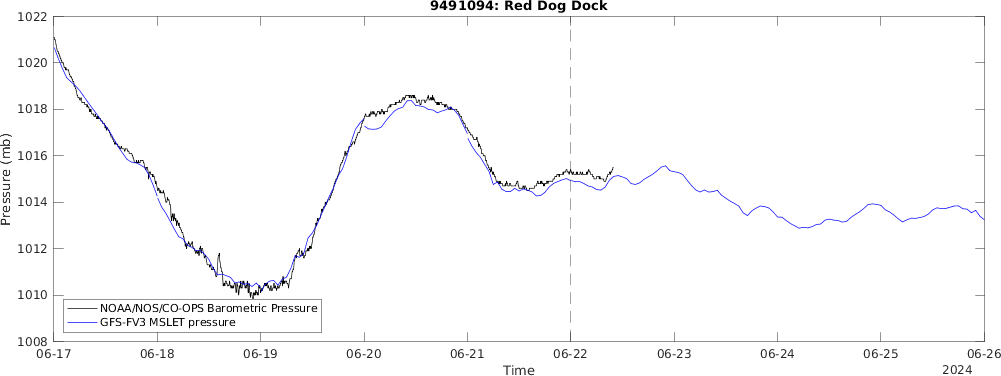 9491094: Red Dog Dock
1022
1020
1018
1016
1014
1012
1010
1008
Pressure (mb)
NOAA/NOS/CO-OPS Barometric Pressure
GFS-FV3 MSLET pressure
06-17 06-18 06-19 06-20 06-21 06-22 06-23 06-24 06-25 06-26
Time
2024